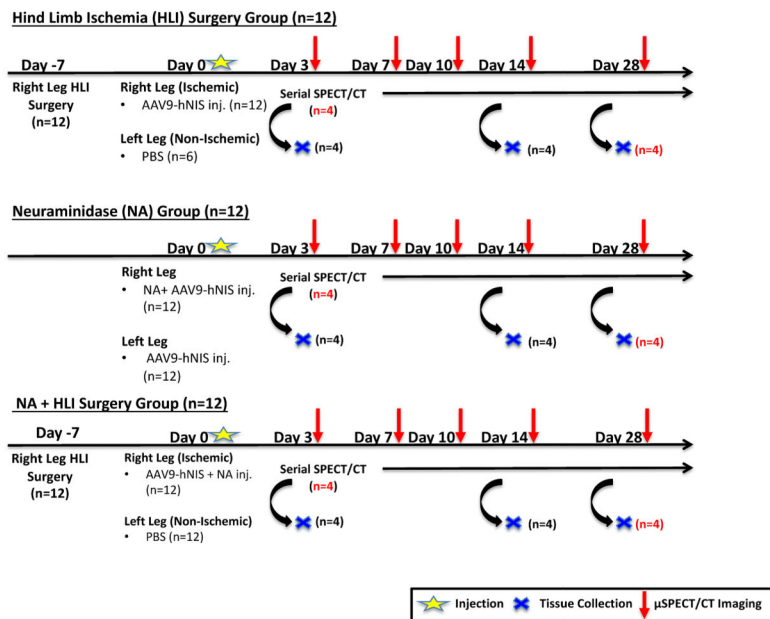 Hind Limb Ischemia (HLI) Surgery Group (n=12)
Day -7 Day 0 Day 3 Day 7 Day 10 Day 14 Day 28
Right Leg HLI
Surgery
(n=12)
Right Leg (Ischemic)
• AAV9-hNIS inj. (n=12)
Left Leg (Non-Ischemic)
• PBS (n=6)
Serial SPECT/CT
(n=4)
(n=4) (n=4) (n=4)
Neuraminidase (NA) Group (n=12)
Day 0 Day 3 Day 7 Day 10 Day 14 Day 28
Right Leg
• NA+ AAV9-hNIS inj.
(n=12)
Left Leg
• AAV9-hNIS inj.
(n=12)
Serial SPECT/CT
(n=4)
(n=4) (n=4) (n=4)
NA + HLI Surgery Group (n=12)
Day -7 Day 0 Day 3 Day 7 Day 10 Day 14 Day 28
Right Leg HLI
Surgery
(n=12)
Right Leg (Ischemic)
• AAV9-hNIS + NA inj.
(n=12)
Left Leg (Non-Ischemic)
• PBS (n=12)
Serial SPECT/CT
(n=4)
(n=4) (n=4) (n=4)
Injection Tissue Collection µSPECT/CT Imaging